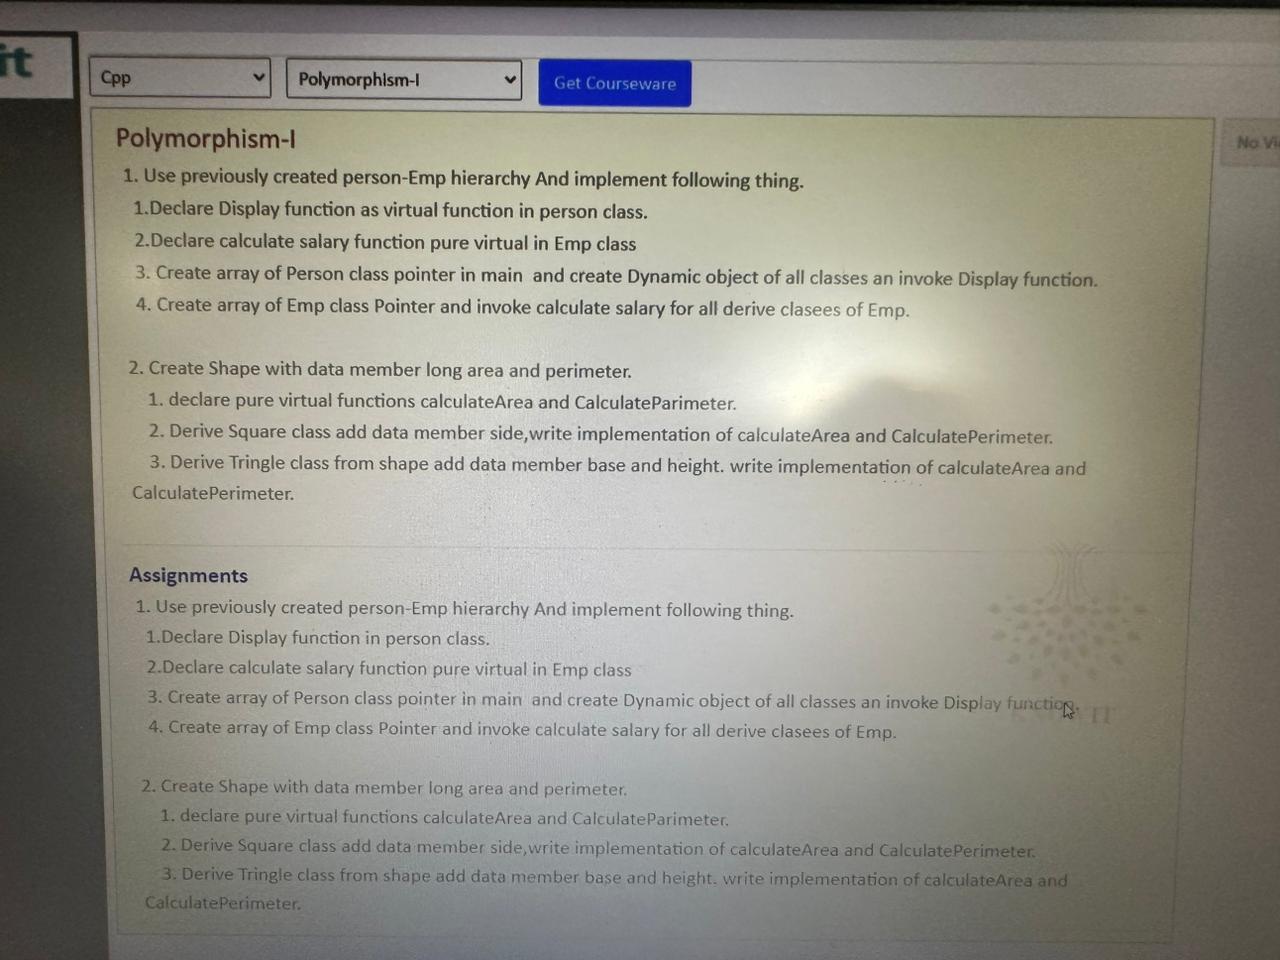 rt
Cpp
Polymorphism-I
Get Courseware
No Vi
Polymorphism-I
1. Use previously created person-Emp hierarchy And implement following thing.
1.Declare Display function as virtual function in person class.
2.Declare calculate salary function pure virtual in Emp class
3. Create array of Person class pointer in main and create Dynamic object of all classes an invoke Display function.
4. Create array of Emp class Pointer and invoke calculate salary for all derive clasees of Emp.
2. Create Shape with data member long area and perimeter.
1. declare pure virtual functions calculateArea and CalculateParimeter.
2. Derive Square class add data member side,write implementation of calculateArea and CalculatePerimeter.
3. Derive Tringle class from shape add data member base and height. write implementation of calculateArea and
CalculatePerimeter.
Assignments
1. Use previously created person-Emp hierarchy And implement following thing.
1.Declare Display function in person class.
2.Declare calculate salary function pure virtual in Emp class
3. Create array of Person class pointer in main and create Dynamic object of all classes an invoke Display function.
4. Create array of Emp class Pointer and invoke calculate salary for all derive clasees of Emp.
2. Create Shape with data member long area and perimeter.
1. declare pure virtual functions calculateArea and CalculateParimeter.
2. Derive Square class add data member side,write implementation of calculateArea and CalculatePerimeter.
3. Derive Tringle class from shape add data member base and height. write implementation of calculateArea and
CalculatePerimeter.